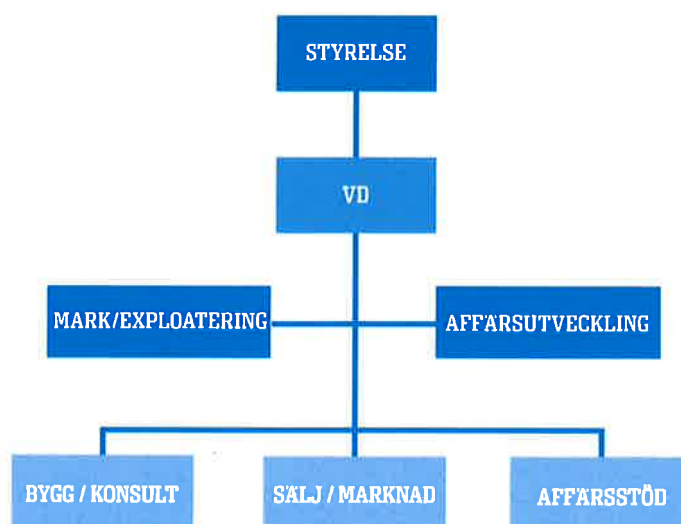 STYRELSE
VD
MARK/EXPLOATERING
AFFÄRSUTVECKLING
BYGG / KONSULT
SÄLJ / MARKNAD
AFFÄRSSTÖD